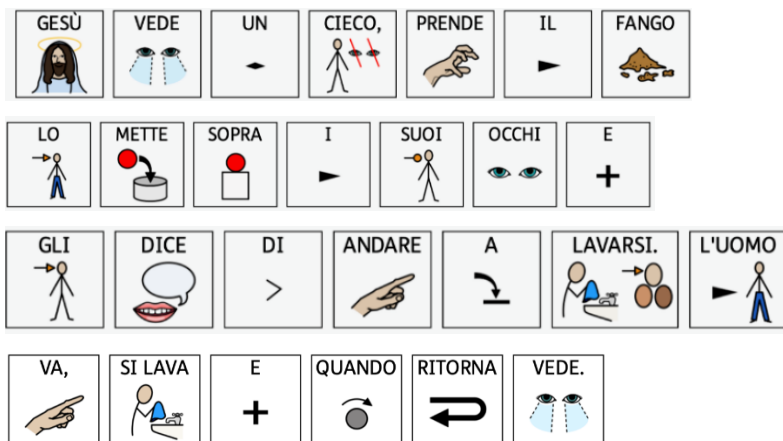 GESÙ VEDE UN CIECO, PRENDE IL FANGO
LO METTE SOPRA I SUOI OCCHI E
GLI DICE DI ANDARE A LAVARSI. L'UOMO
VA, SI LAVA E QUANDO RITORNA VEDE.